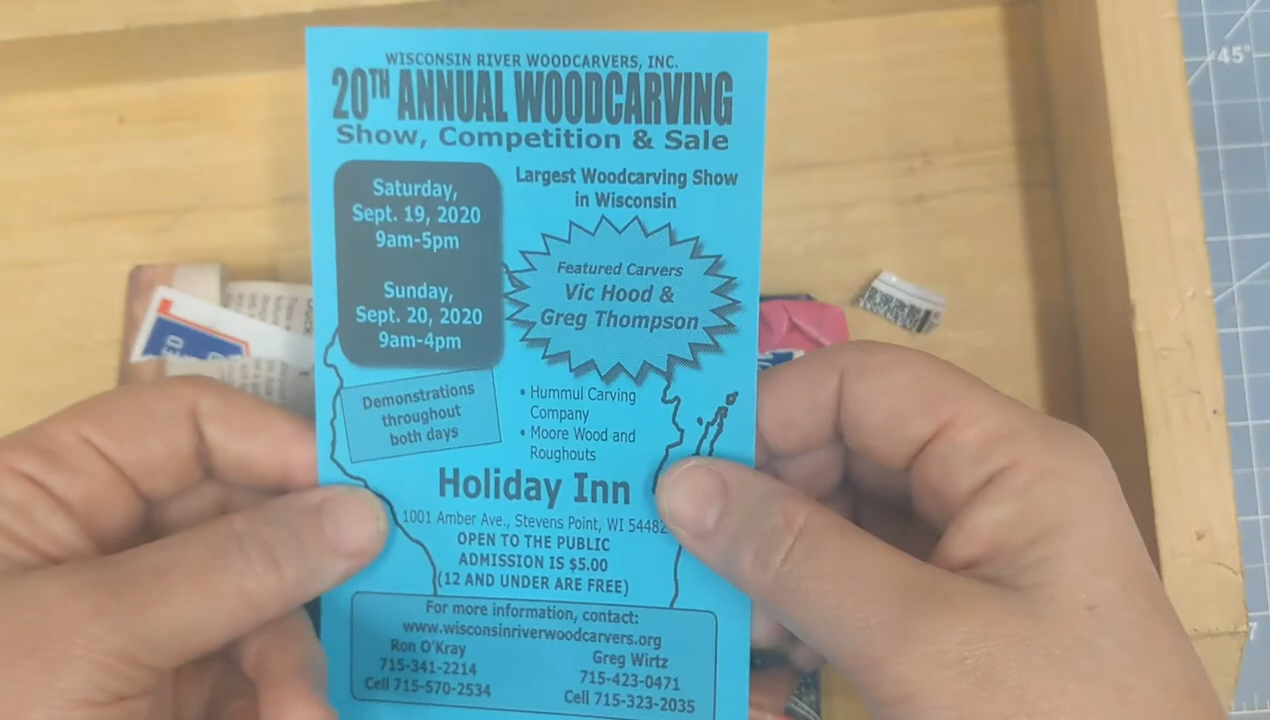 WISCONSIN RIVER WOODCARVERS, INC.
20TH ANNUAL WOODCARVING
Show, Competition & Sale
Saturday,
Sept. 19, 2020
9am-5pm
Sunday,
Sept. 20, 2020
9am-4pm
Largest Woodcarving Show
in Wisconsin
Featured Carvers
Vic Hood &
Greg Thompson
Demonstrations
throughout
both days
• Hummul Carving
Company
• Moore Wood and
Roughouts
Holiday Inn
1001 Amber Ave., Stevens Point, WI 54482
OPEN TO THE PUBLIC
ADMISSION IS $5.00
(12 AND UNDER ARE FREE)
For more information, contact:
www.wisconsinriverwoodcarvers.org
Ron O'Kray
715-341-2214
Cell 715-570-2534
Greg Wirtz
715-423-0471
Cell 715-323-2035
45°
7